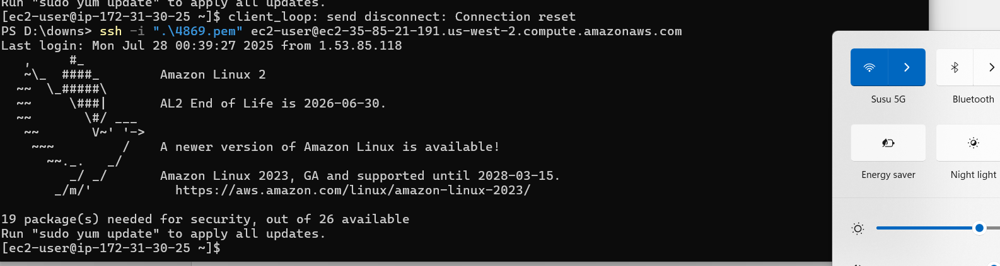 Run "sudo yum update" to apply all updates.
[ec2-user@ip-172-31-30-25 ~]$ client_loop: send disconnect: Connection reset
PS D:\downs> ssh -i ".\4869.pem" ec2-user@ec2-35-85-21-191.us-west-2.compute.amazonaws.com
Last login: Mon Jul 28 00:39:27 2025 from 1.53.85.118
   ,     #_
   ~\_  ####_        Amazon Linux 2
  ~~  \_#####\
  ~~     \###|       AL2 End of Life is 2026-06-30.
  ~~       \#/ ___
   ~~       V~' '->
    ~~~         /    A newer version of Amazon Linux is available!
      ~~._.   _/
         _/ _/       Amazon Linux 2023, GA and supported until 2028-03-15.
       _/m/'           https://aws.amazon.com/linux/amazon-linux-2023/
19 package(s) needed for security, out of 26 available
Run "sudo yum update" to apply all updates.
[ec2-user@ip-172-31-30-25 ~]$
Susu 5G
Bluetooth
Energy saver
Night light